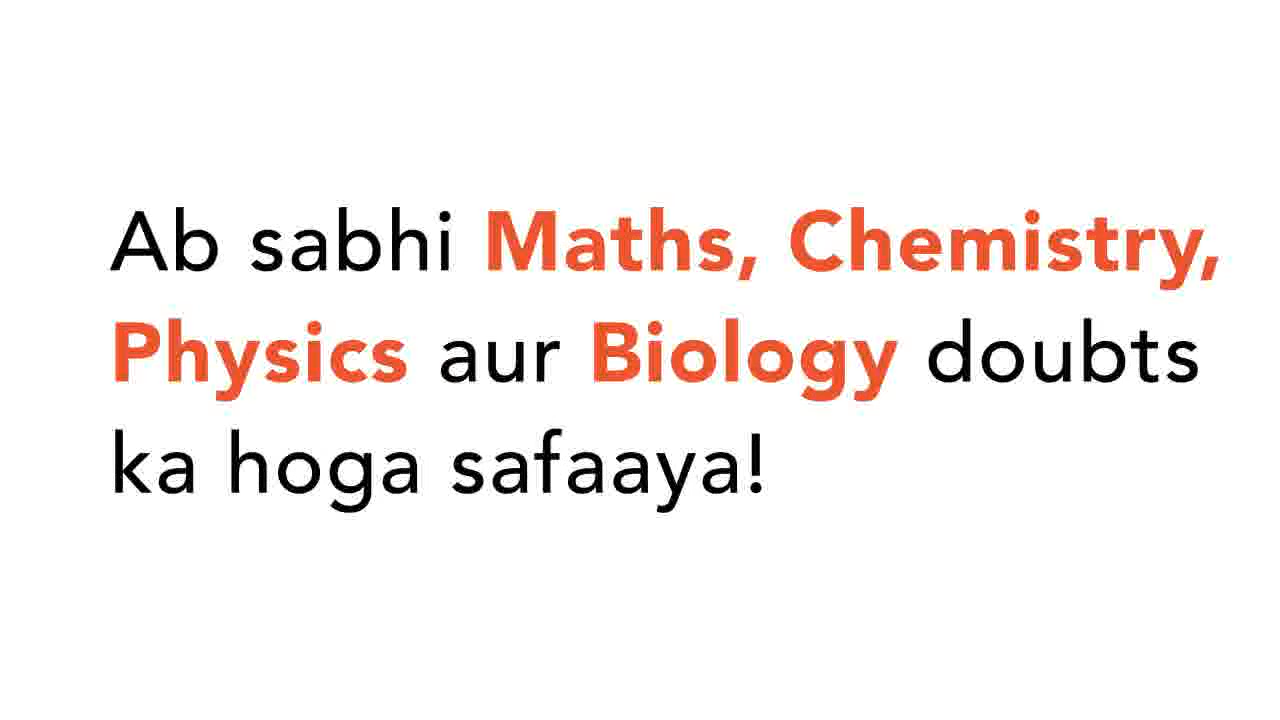 Ab sabhi Maths, Chemistry,
Physics aur Biology doubts
ka hoga safaaya!